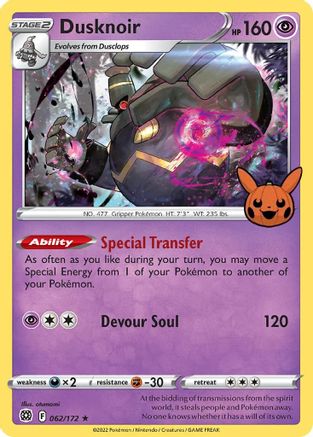 STAGE 2
Dusknoir
HP 160
Evolves from Dusclops
NO. 477 Gripper Pokémon HT: 7'3" WT: 235 lbs.
Ability Special Transfer
As often as you like during your turn, you may move
a Special Energy from 1 of your Pokémon to another
of your Pokémon.
Devour Soul 120
weakness ×2 resistance -30 retreat
Illus. otumami
F 062/172 ★
At the bidding of transmissions from the spirit
world, it steals people and Pokémon away.
No one knows whether it has a will of its own.
©2022 Pokémon / Nintendo / Creatures / GAME FREAK